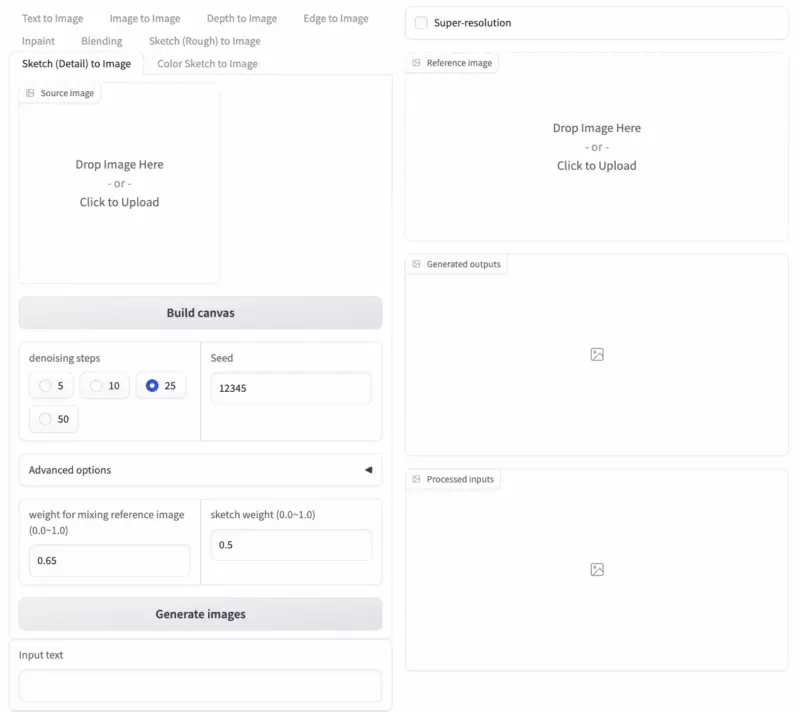 Text to Image
Image to Image
Depth to Image
Edge to Image
Inpaint
Blending
Sketch (Rough) to Image
Sketch (Detail) to Image
Color Sketch to Image
Source image
Drop Image Here
- or -
Click to Upload
Build canvas
denoising steps
5
10
25
50
Seed
12345
Advanced options
weight for mixing reference image
(0.0~1.0)
0.65
sketch weight (0.0~1.0)
0.5
Generate images
Input text
Super-resolution
Reference image
Drop Image Here
- or -
Click to Upload
Generated outputs
Processed inputs